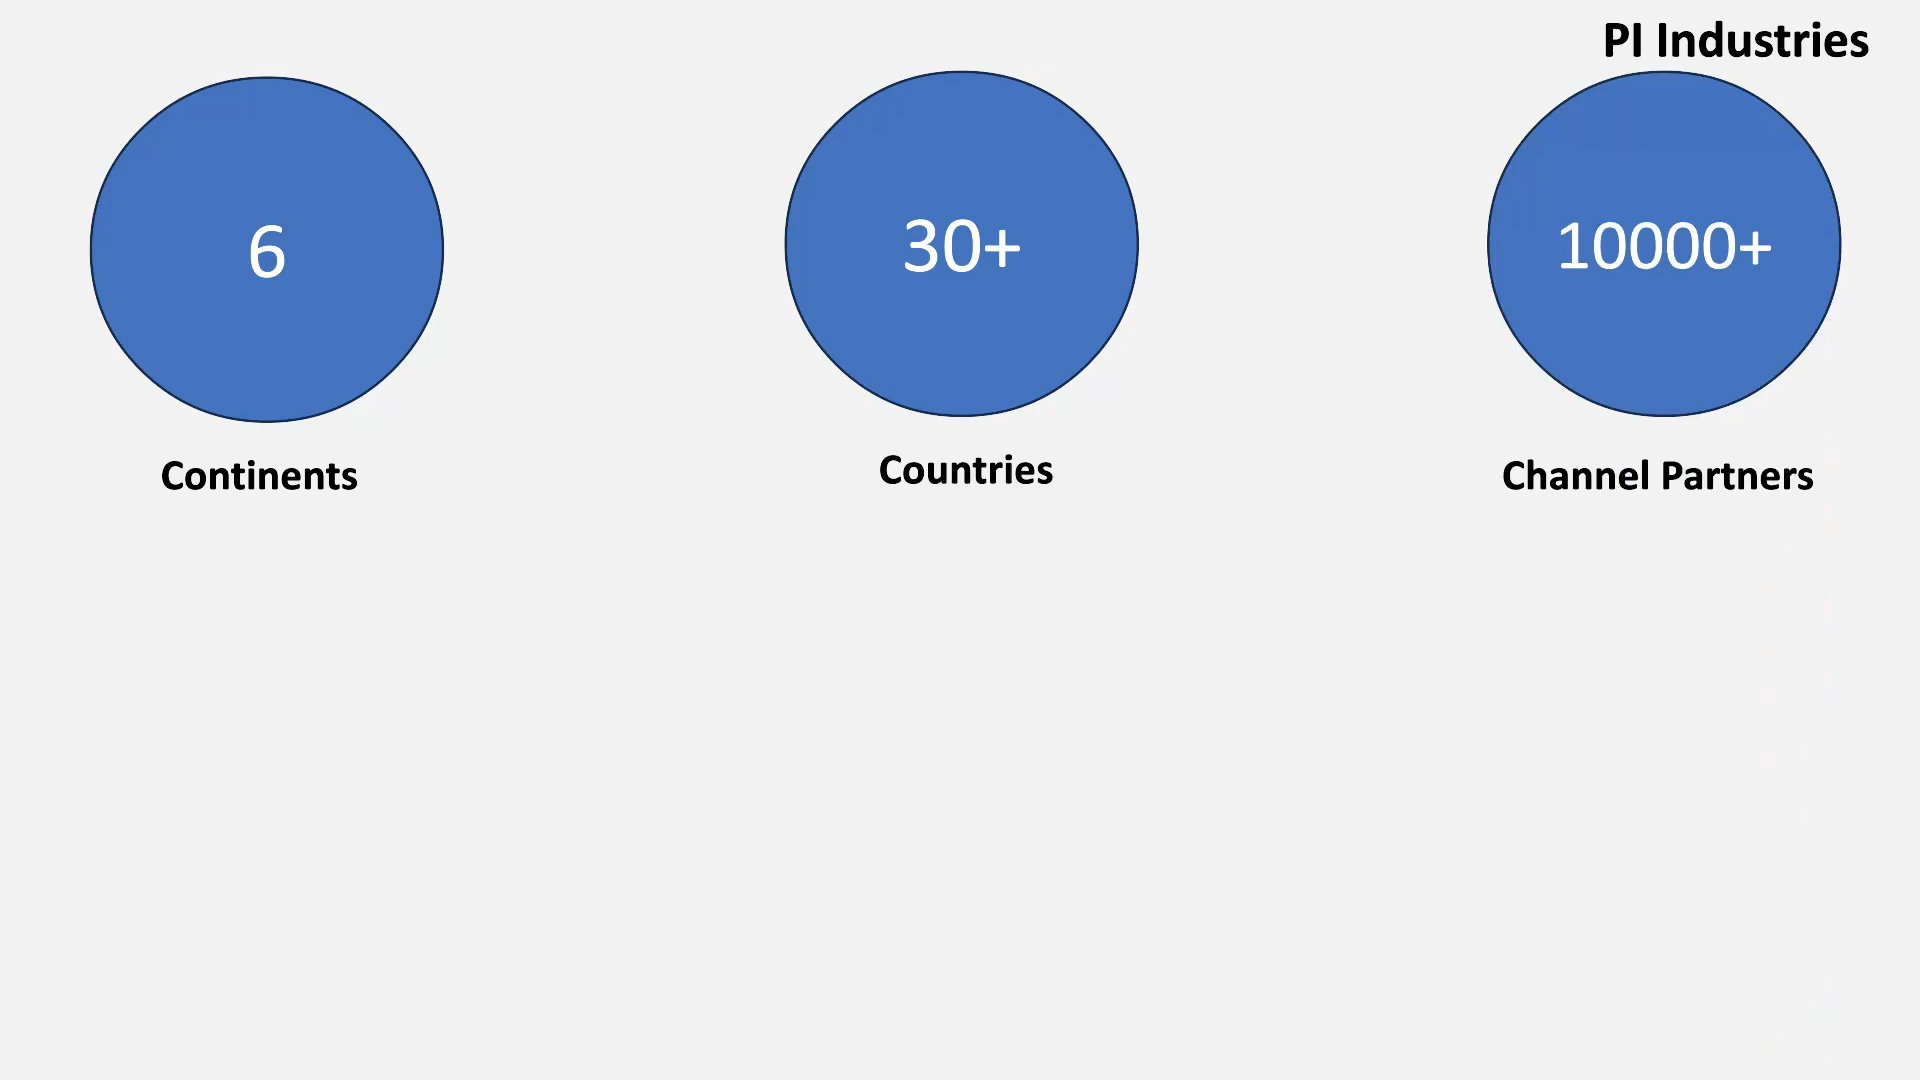 PI Industries
6
30+
10000+
Continents
Countries
Channel Partners